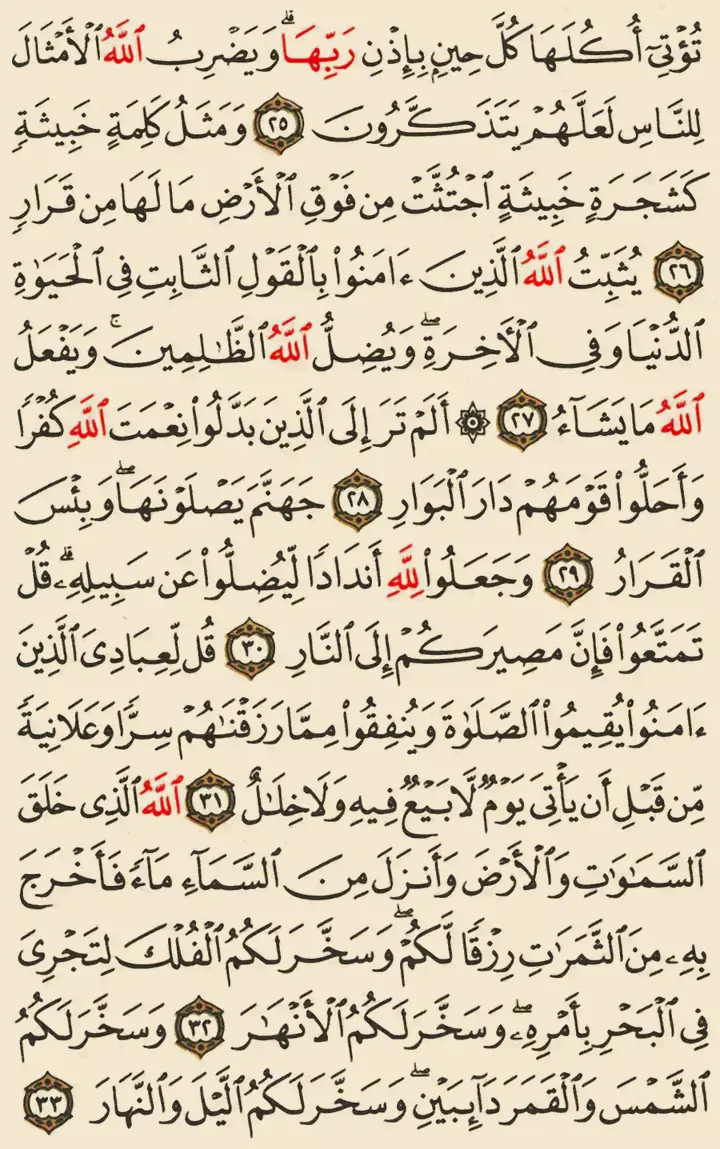 تُؤۡتِيٓ أُكُلَهَا كُلَّ حِينِۭ بِإِذۡنِ رَبِّهَاۗ وَيَضۡرِبُ ٱللَّهُ ٱلۡأَمۡثَالَ
لِلنَّاسِ لَعَلَّهُمۡ يَتَذَكَّرُونَ ٢٥ وَمَثَلُ كَلِمَةٍ خَبِيثَةٖ
كَشَجَرَةٍ خَبِيثَةٍ ٱجۡتُثَّتۡ مِن فَوۡقِ ٱلۡأَرۡضِ مَا لَهَا مِن قَرَارٖ
٢٦ يُثَبِّتُ ٱللَّهُ ٱلَّذِينَ ءَامَنُواْ بِٱلۡقَوۡلِ ٱلثَّابِتِ فِي ٱلۡحَيَوٰةِ
ٱلدُّنۡيَا وَفِي ٱلۡأٓخِرَةِۖ وَيُضِلُّ ٱللَّهُ ٱلظَّٰلِمِينَۚ وَيَفۡعَلُ
ٱللَّهُ مَا يَشَآءُ ٢٧ ۞ أَلَمۡ تَرَ إِلَى ٱلَّذِينَ بَدَّلُواْ نِعۡمَتَ ٱللَّهِ كُفۡرٗا
وَأَحَلُّواْ قَوۡمَهُمۡ دَارَ ٱلۡبَوَارِ ٢٨ جَهَنَّمَ يَصۡلَوۡنَهَاۖ وَبِئۡسَ
ٱلۡقَرَارُ ٢٩ وَجَعَلُواْ لِلَّهِ أَندَادٗا لِّيُضِلُّواْ عَن سَبِيلِهِۦۗ قُلۡ
تَمَتَّعُواْ فَإِنَّ مَصِيرَكُمۡ إِلَى ٱلنَّارِ ٣٠ قُل لِّعِبَادِيَ ٱلَّذِينَ
ءَامَنُواْ يُقِيمُواْ ٱلصَّلَوٰةَ وَيُنفِقُواْ مِمَّا رَزَقۡنَٰهُمۡ سِرّٗا وَعَلَانِيَةٗ
مِّن قَبۡلِ أَن يَأۡتِيَ يَوۡمٞ لَّا بَيۡعٞ فِيهِ وَلَا خِلَٰلٌ ٣١ ٱللَّهُ ٱلَّذِي خَلَقَ
ٱلسَّمَٰوَٰتِ وَٱلۡأَرۡضَ وَأَنزَلَ مِنَ ٱلسَّمَآءِ مَآءٗ فَأَخۡرَجَ
بِهِۦ مِنَ ٱلثَّمَرَٰتِ رِزۡقٗا لَّكُمۡۖ وَسَخَّرَ لَكُمُ ٱلۡفُلۡكَ لِتَجۡرِيَ
فِي ٱلۡبَحۡرِ بِأَمۡرِهِۦۖ وَسَخَّرَ لَكُمُ ٱلۡأَنۡهَٰرَ ٣٢ وَسَخَّرَ لَكُمُ
ٱلشَّمۡسَ وَٱلۡقَمَرَ دَآئِبَيۡنِۖ وَسَخَّرَ لَكُمُ ٱلَّيۡلَ وَٱلنَّهَارَ ٣٣